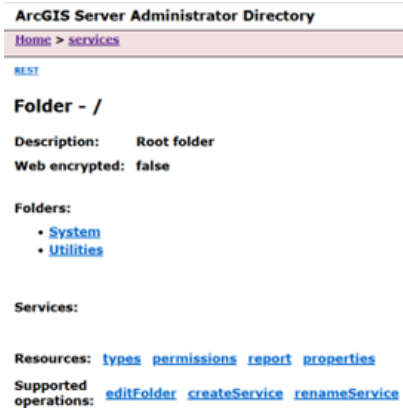 ArcGIS Server Administrator Directory
Home > services
REST
Folder - /
Description: Root folder
Web encrypted: false
Folders:
• System
• Utilities
Services:
Resources: types permissions report properties
Supported
operations: editFolder createService renameService